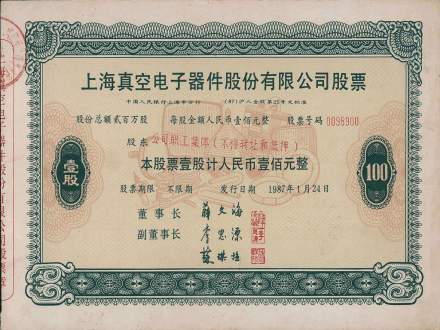 上海真空电子器件股份有限公司股票
中国人民银行上海市分行 (87)沪人金股第25号文批准
股份总额贰百万股 每股金额人民币壹佰元整 股票号码 0098900
股东 公司职工集体(不得转让和抵押)
本股票壹股计人民币壹佰元整
壹股
100
股票期限 不限期 发行日期 1987年1月24日
董事长 薛文海
副董事长